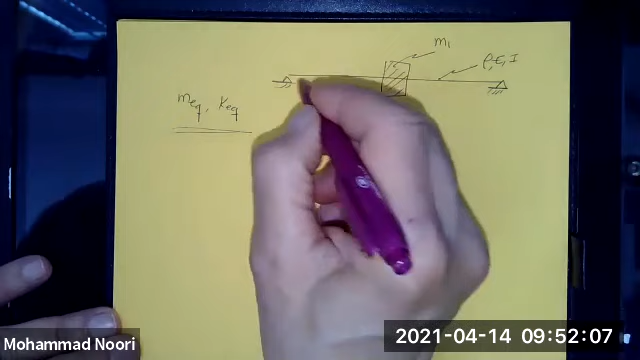 m₁
ρ, E, I
m_eq, K_eq
Mohammad Noori
2021-04-14 09:52:07